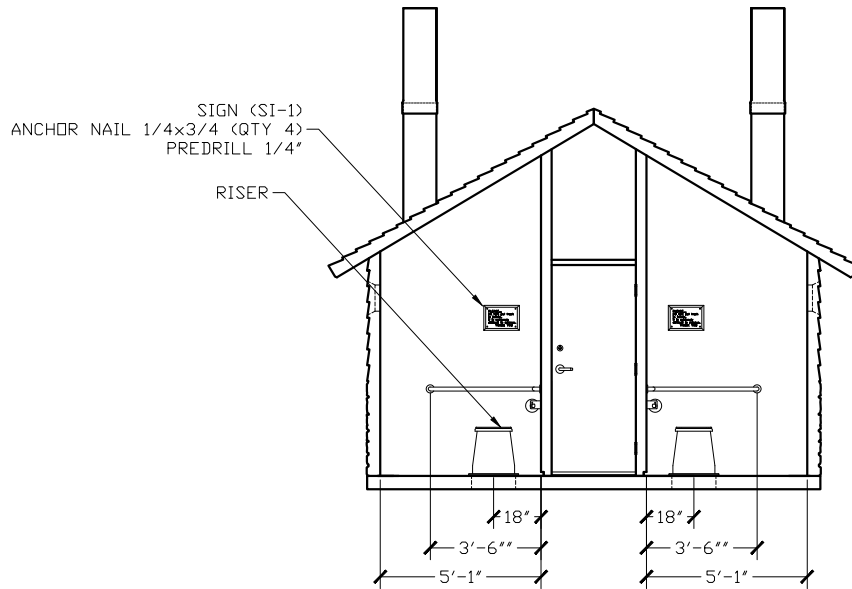 SIGN (SI-1)
ANCHOR NAIL 1/4x3/4 (QTY 4)
PREDRILL 1/4"
RISER
18"
18"
3'-6""
3'-6""
5'-1"
5'-1"